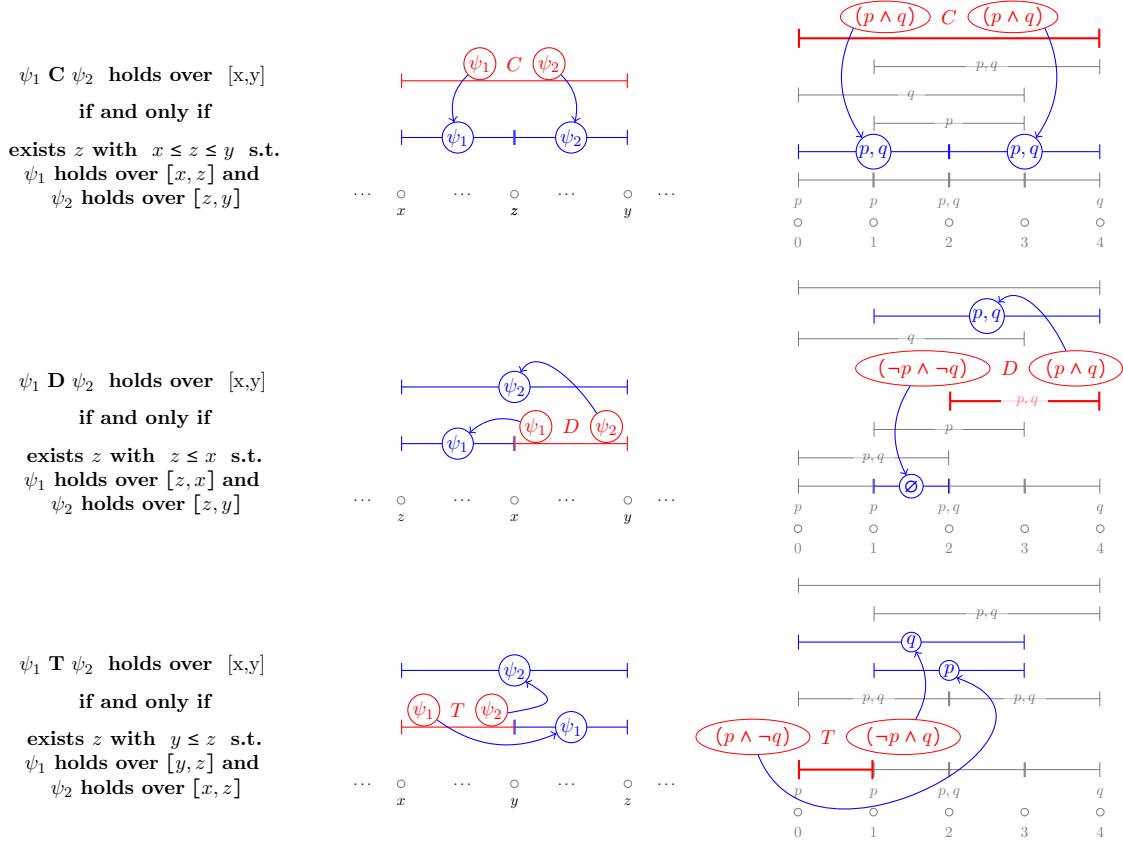 (p ∧ q) C (p ∧ q)
ψ₁ C ψ₂ holds over [x,y]
if and only if
exists z with x ≤ z ≤ y s.t.
ψ₁ holds over [x, z] and
ψ₂ holds over [z, y]
ψ₁ C ψ₂
ψ₁ ψ₂
... ... ... ...
x z y
p, q
q
p
p, q p, q
p p p, q q
0 1 2 3 4
ψ₁ D ψ₂ holds over [x,y]
if and only if
exists z with z ≤ x s.t.
ψ₁ holds over [z, x] and
ψ₂ holds over [z, y]
ψ₂
ψ₁ D ψ₂
ψ₁
... ... ... ...
z x y
p, q
q
(¬p ∧ ¬q) D (p ∧ q)
p, q
p
p, q
∅
p p p, q q
0 1 2 3 4
ψ₁ T ψ₂ holds over [x,y]
if and only if
exists z with y ≤ z s.t.
ψ₁ holds over [y, z] and
ψ₂ holds over [x, z]
ψ₂
ψ₁ T ψ₂
ψ₁
... ... ... ...
x y z
p, q
q
p
p, q p, q
(p ∧ ¬q) T (¬p ∧ q)
p p p, q q
0 1 2 3 4